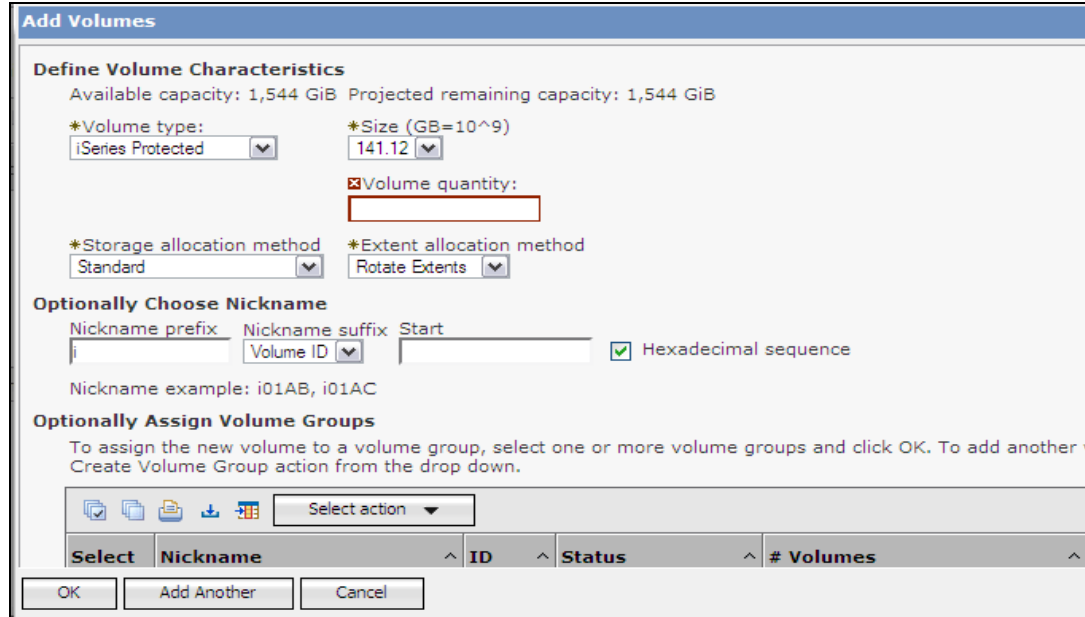 Add Volumes
Define Volume Characteristics
Available capacity: 1,544 GiB Projected remaining capacity: 1,544 GiB
*Volume type: *Size (GB=10^9)
iSeries Protected 141.12
Volume quantity:
*Storage allocation method *Extent allocation method
Standard Rotate Extents
Optionally Choose Nickname
Nickname prefix Nickname suffix Start
i Volume ID Hexadecimal sequence
Nickname example: i01AB, i01AC
Optionally Assign Volume Groups
To assign the new volume to a volume group, select one or more volume groups and click OK. To add another
Create Volume Group action from the drop down.
Select action
Select Nickname ID Status # Volumes
OK Add Another Cancel